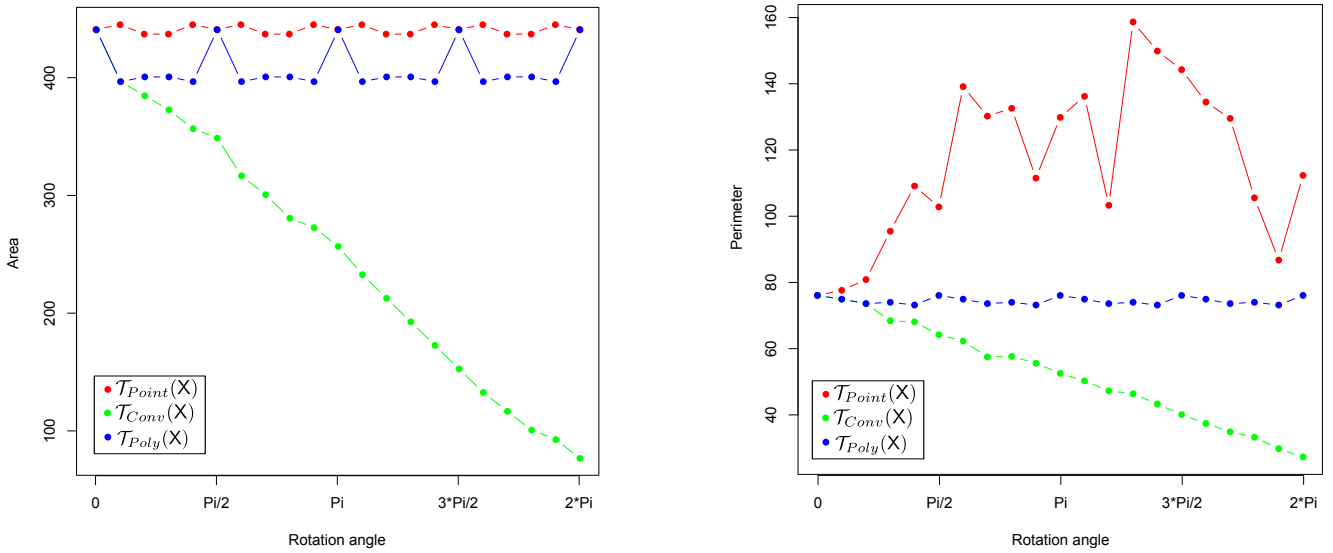 Area
400
300
200
100
𝒯Point(X)
𝒯Conv(X)
𝒯Poly(X)
0 Pi/2 Pi 3*Pi/2 2*Pi
Rotation angle
Perimeter
160
140
120
100
80
60
40
𝒯Point(X)
𝒯Conv(X)
𝒯Poly(X)
0 Pi/2 Pi 3*Pi/2 2*Pi
Rotation angle